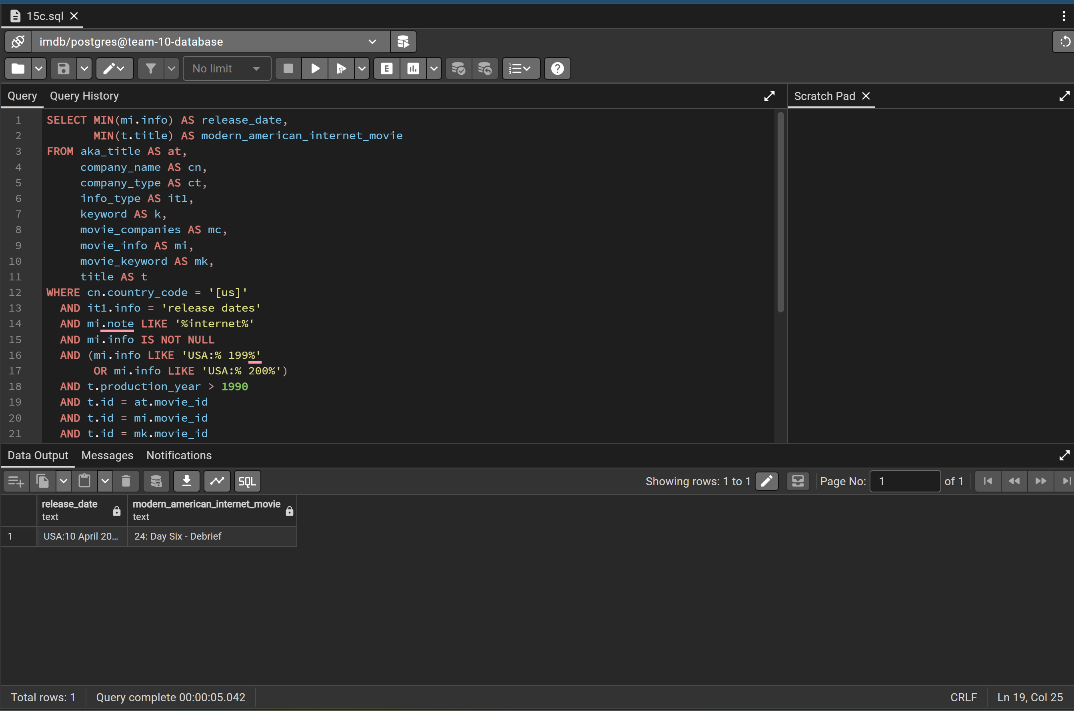 15c.sql
imdb/postgres@team-10-database
No limit
E
Query Query History
Scratch Pad
1 SELECT MIN(mi.info) AS release_date,
2 MIN(t.title) AS modern_american_internet_movie
3 FROM aka_title AS at,
4 company_name AS cn,
5 company_type AS ct,
6 info_type AS it1,
7 keyword AS k,
8 movie_companies AS mc,
9 movie_info AS mi,
10 movie_keyword AS mk,
11 title AS t
12 WHERE cn.country_code = '[us]'
13 AND it1.info = 'release dates'
14 AND mi.note LIKE '%internet%'
15 AND mi.info IS NOT NULL
16 AND (mi.info LIKE 'USA:% 199%'
17 OR mi.info LIKE 'USA:% 200%')
18 AND t.production_year > 1990
19 AND t.id = at.movie_id
20 AND t.id = mi.movie_id
21 AND t.id = mk.movie_id
Data Output Messages Notifications
SQL
Showing rows: 1 to 1
Page No: 1 of 1
release_date modern_american_internet_movie
text text
1 USA:10 April 20... 24: Day Six - Debrief
Total rows: 1 Query complete 00:00:05.042
CRLF Ln 19, Col 25